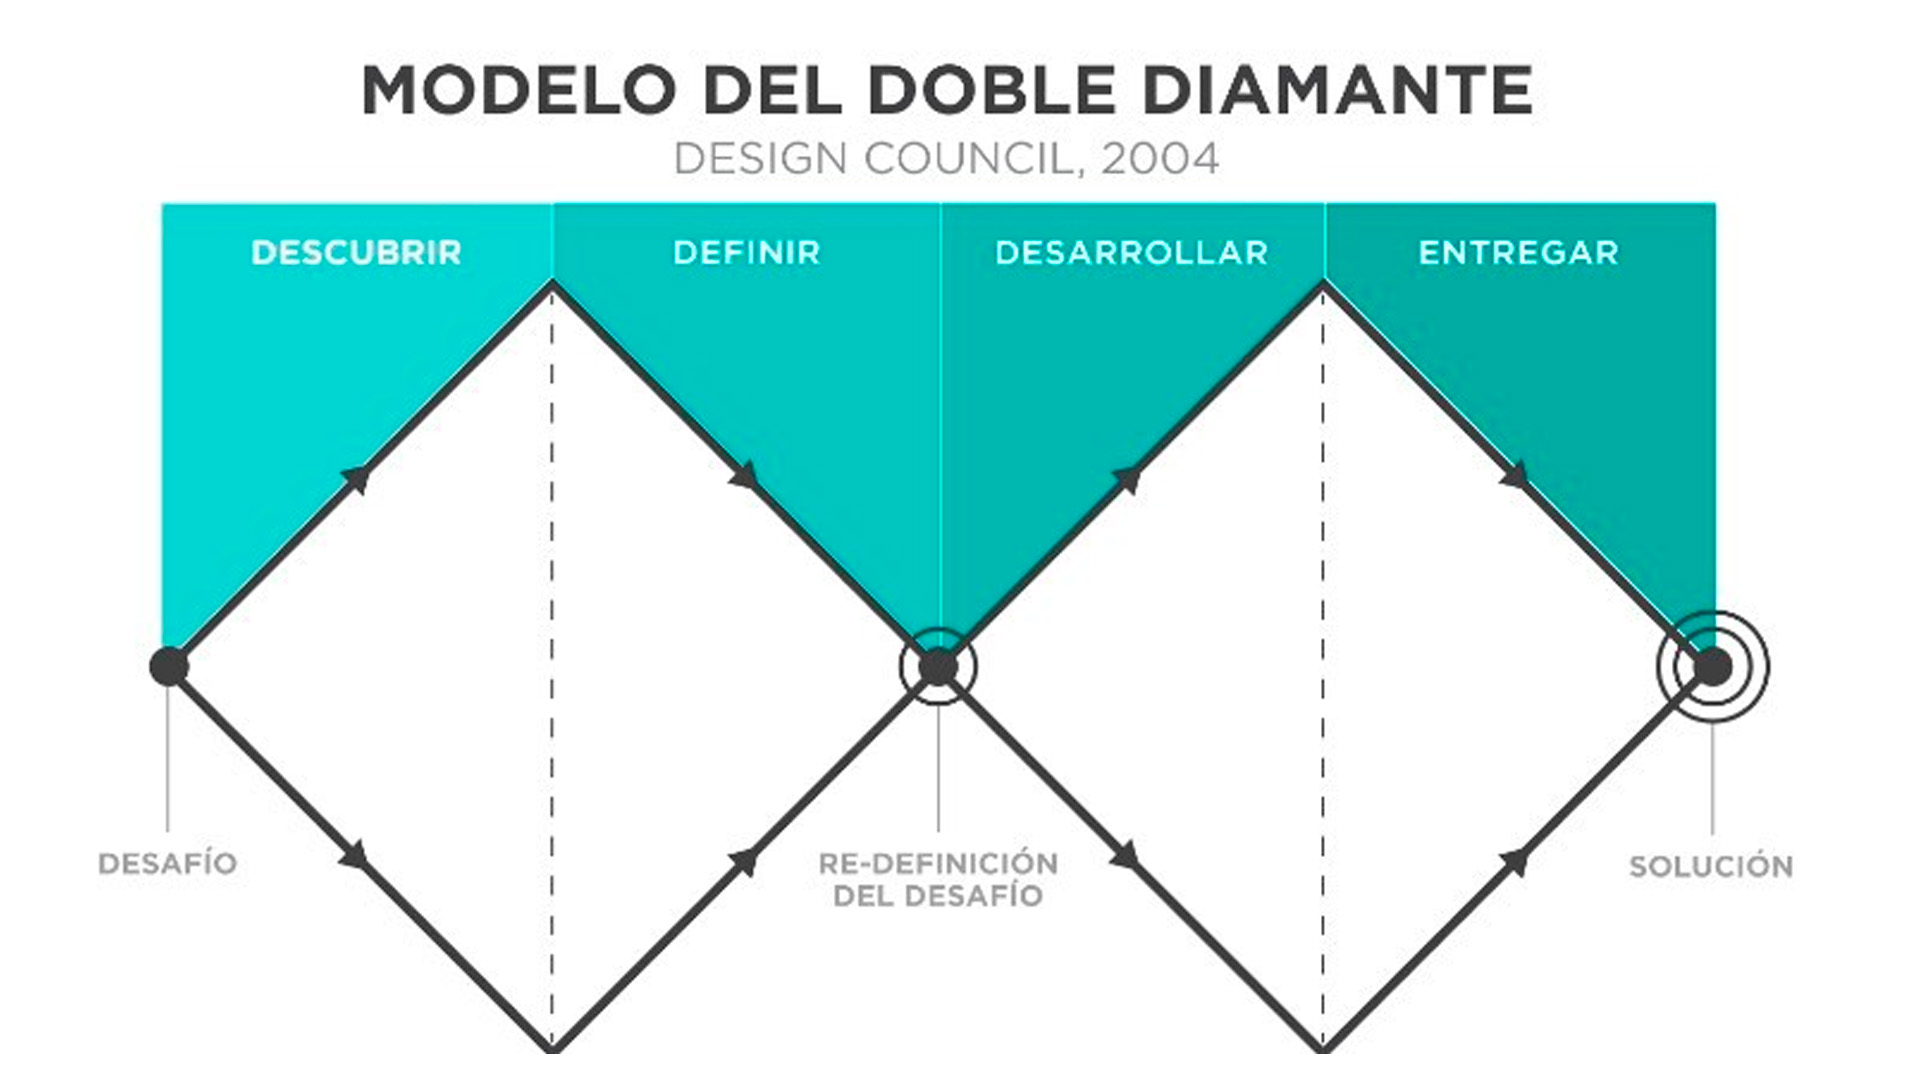 MODELO DEL DOBLE DIAMANTE
DESIGN COUNCIL, 2004
DESCUBRIR
DEFINIR
DESARROLLAR
ENTREGAR
DESAFÍO
RE-DEFINICIÓN
DEL DESAFÍO
SOLUCIÓN